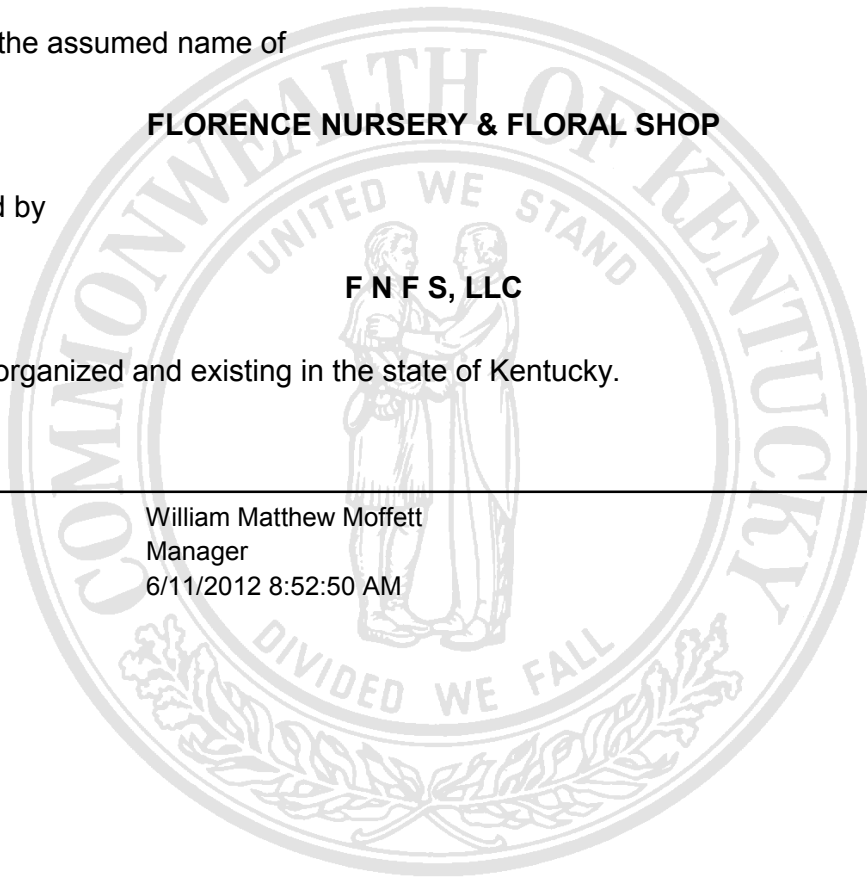 the assumed name of
FLORENCE NURSERY & FLORAL SHOP
d by
F N F S, LLC
organized and existing in the state of Kentucky.
William Matthew Moffett
Manager
6/11/2012 8:52:50 AM
COMMONWEALTH OF KENTUCKY
UNITED WE STAND
DIVIDED WE FALL